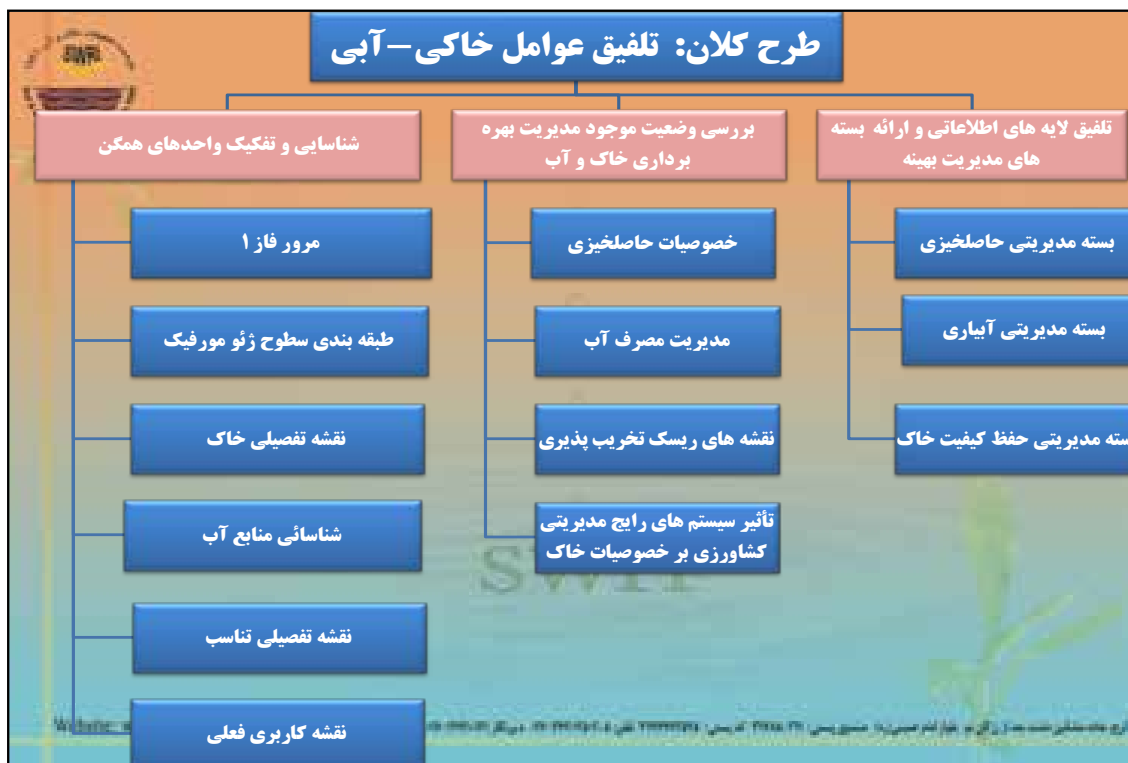 طرح کلان: تلفیق عوامل خاکی-آبی
تلفیق لایه های اطلاعاتی و ارائه بسته
های مدیریت بهینه
بسته مدیریتی حاصلخیزی
بسته مدیریتی آبیاری
سته مدیریتی حفظ کیفیت خاک
بررسی وضعیت موجود مدیریت بهره
برداری خاک و آب
خصوصیات حاصلخیزی
مدیریت مصرف آب
نقشه های ریسک تخریب پذیری
تأثیر سیستم های رایج مدیریتی
کشاورزی بر خصوصیات خاک
شناسایی و تفکیک واحدهای همگن
مرور فاز ۱
طبقه بندی سطوح ژئو مورفیک
نقشه تفصیلی خاک
شناسائی منابع آب
نقشه تفصیلی تناسب
نقشه کاربری فعلی
SWRI
Website: